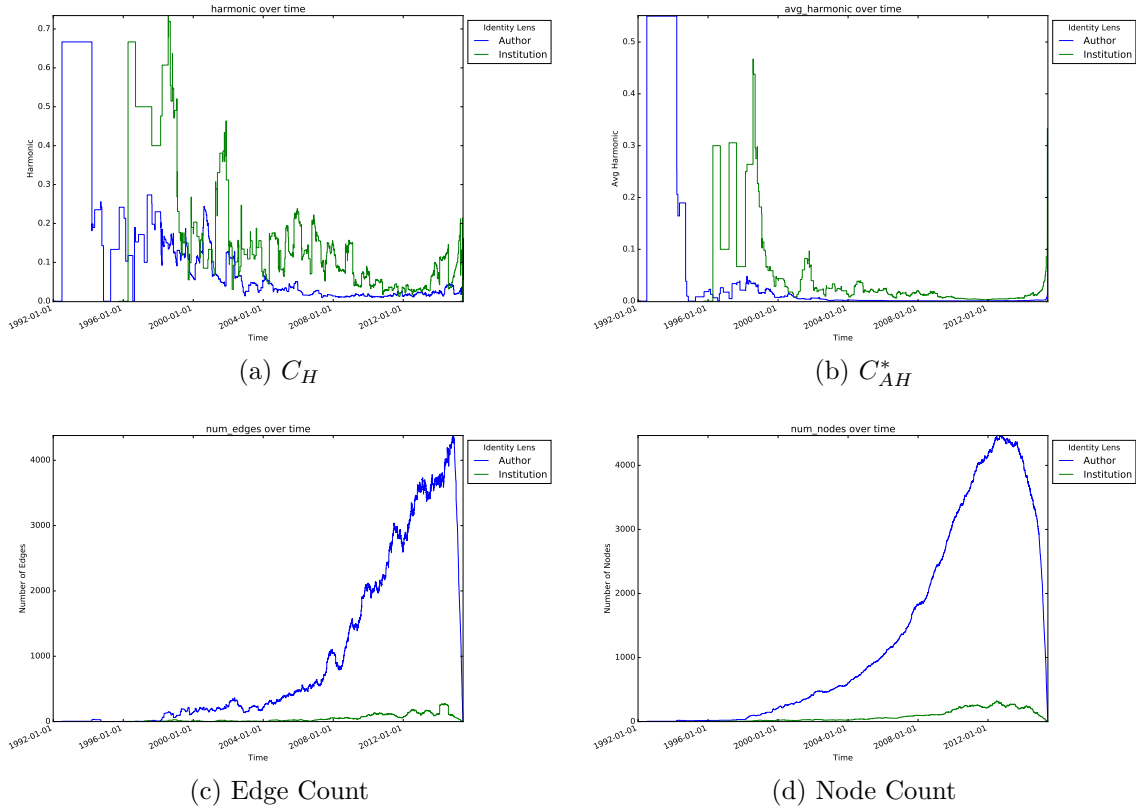 harmonic over time
0.7
0.6
0.5
0.4
0.3
0.2
0.1
0.0
Harmonic
1992-01-01
1996-01-01
2000-01-01
2004-01-01
2008-01-01
2012-01-01
Time
Identity Lens
Author
Institution
(a) C_H
avg_harmonic over time
0.5
0.4
0.3
0.2
0.1
0.0
Avg Harmonic
1992-01-01
1996-01-01
2000-01-01
2004-01-01
2008-01-01
2012-01-01
Time
Identity Lens
Author
Institution
(b) C*_AH
num_edges over time
4000
3000
2000
1000
0
Number of Edges
1992-01-01
1996-01-01
2000-01-01
2004-01-01
2008-01-01
2012-01-01
Time
Identity Lens
Author
Institution
(c) Edge Count
num_nodes over time
4000
3000
2000
1000
0
Number of Nodes
1992-01-01
1996-01-01
2000-01-01
2004-01-01
2008-01-01
2012-01-01
Time
Identity Lens
Author
Institution
(d) Node Count